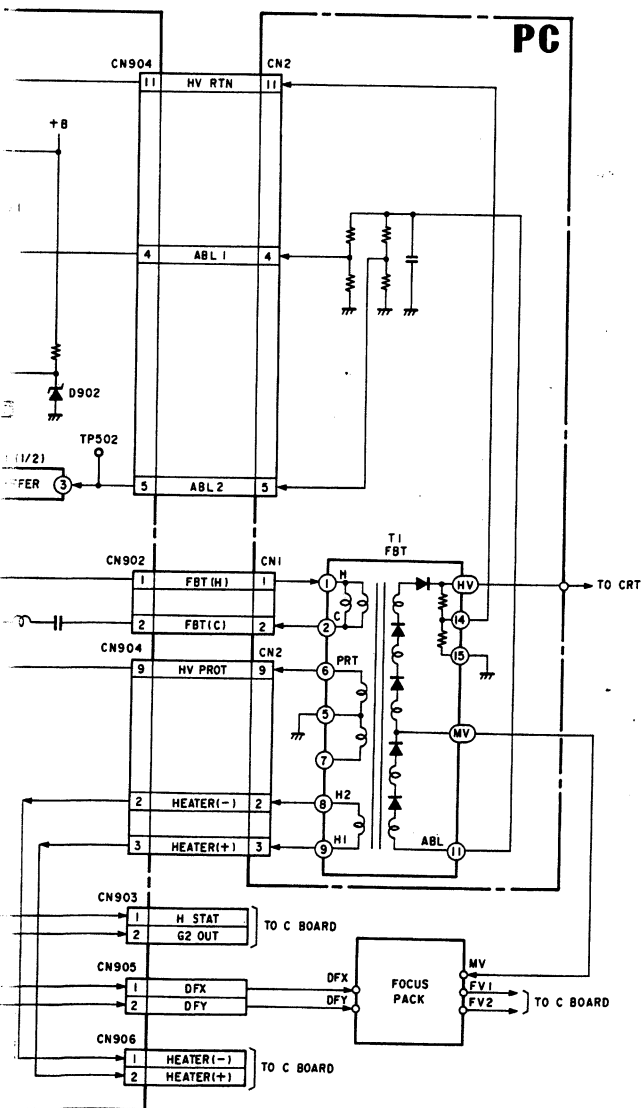 PC
CN904 CN2
11 HV RTN 11
+B
4 ABL 1 4
D902
TP502
(1/2)
FFER 3
5 ABL2 5
T1
FBT
CN902 CN1
1 FBT(H) 1
2 FBT(C) 2
1 H
2 C
HV
TO CRT
14
15
CN904 CN2
9 HV PROT 9
6 PRT
5
7
MV
2 HEATER(-) 2
8 H2
3 HEATER(+) 3
9 H1
ABL 11
CN903
1 H STAT
2 G2 OUT
TO C BOARD
CN905
1 DFX
2 DFY
DFX
DFY
FOCUS
PACK
MV
FV1
FV2
TO C BOARD
CN906
1 HEATER(-)
2 HEATER(+)
TO C BOARD